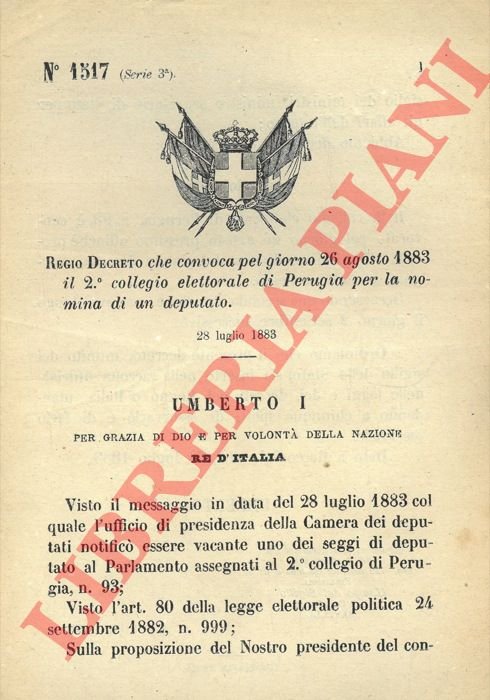 N° 1517 (Serie 3ª).
1
REGIO DECRETO che convoca pel giorno 26 agosto 1883
il 2.° collegio elettorale di Perugia per la no-
mina di un deputato.
28 luglio 1883
UMBERTO I
PER GRAZIA DI DIO E PER VOLONTÀ DELLA NAZIONE
RE D'ITALIA
Visto il messaggio in data del 28 luglio 1883 col
quale l'ufficio di presidenza della Camera dei depu-
tati notificò essere vacante uno dei seggi di depu-
tato al Parlamento assegnati al 2.° collegio di Peru-
gia, n. 93;
Visto l'art. 80 della legge elettorale politica 24
settembre 1882, n. 999;
Sulla proposizione del Nostro presidente del con-
LIBRERIAPIANI